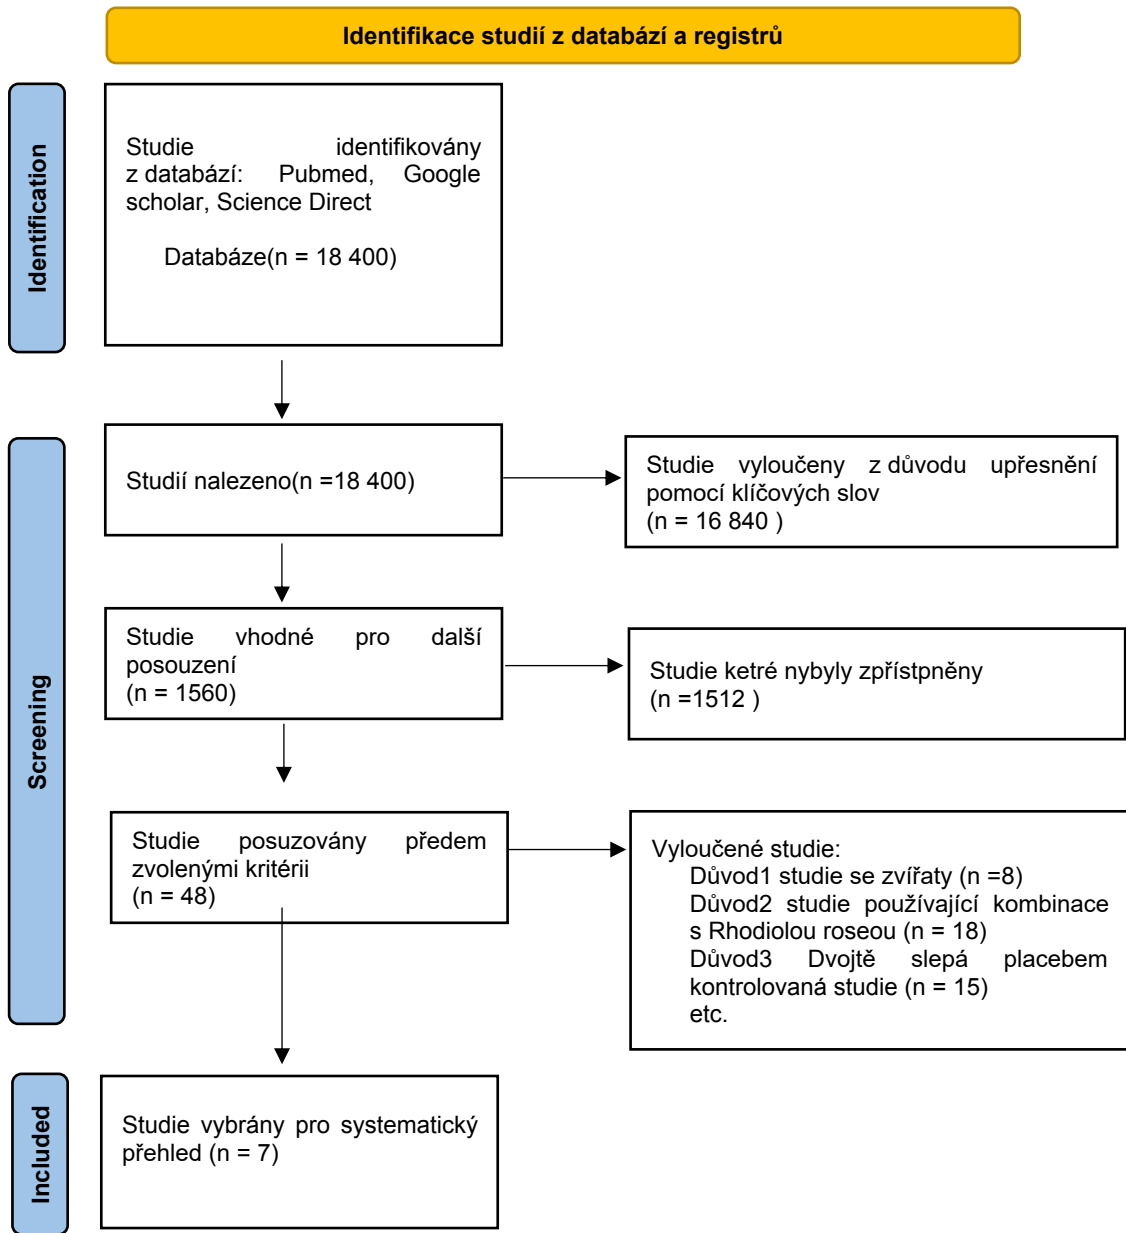 Identifikace studií z databází a registrů
Identification
Studie identifikovány
z databází: Pubmed, Google
scholar, Science Direct
Databáze(n = 18 400)
Screening
Studií nalezeno(n =18 400)
Studie vyloučeny z důvodu upřesnění
pomocí klíčových slov
(n = 16 840 )
Studie vhodné pro další
posouzení
(n = 1560)
Studie ketré nybyly zpřístpněny
(n =1512 )
Studie posuzovány předem
zvolenými kritérii
(n = 48)
Vyloučené studie:
Důvod1 studie se zvířaty (n =8)
Důvod2 studie používající kombinace
s Rhodiolou roseou (n = 18)
Důvod3 Dvojtě slepá placebem
kontrolovaná studie (n = 15)
etc.
Included
Studie vybrány pro systematický
přehled (n = 7)